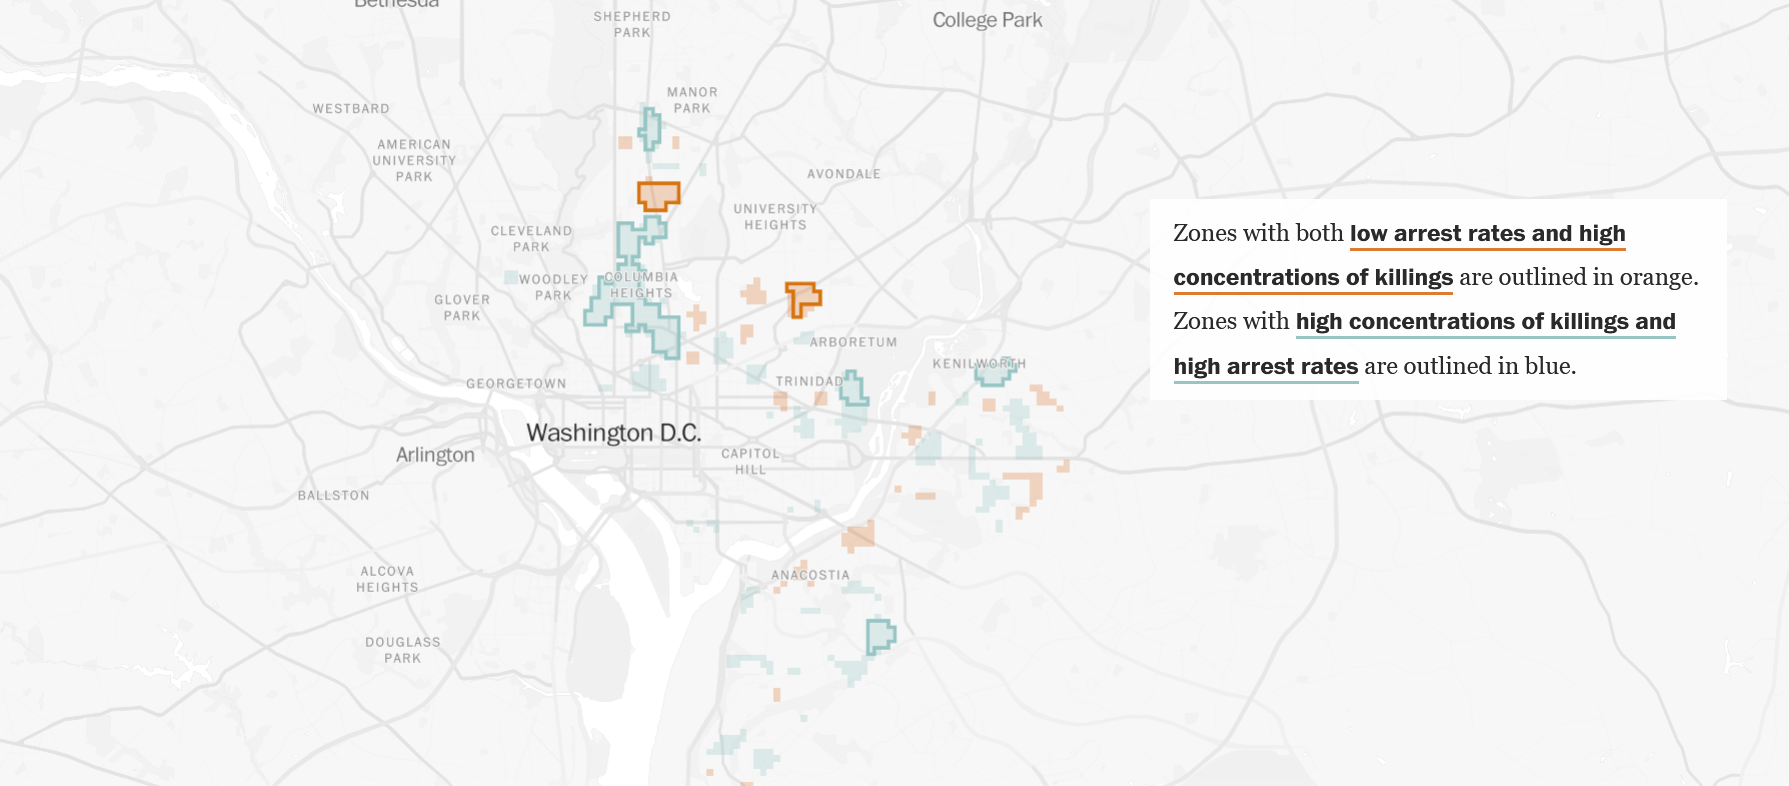 Bethesda
SHEPHERD
PARK
College Park
MANOR
PARK
WESTBARD
AMERICAN
UNIVERSITY
PARK
AVONDALE
UNIVERSITY
HEIGHTS
CLEVELAND
PARK
WOODLEY
PARK
COLUMBIA
HEIGHTS
GLOVER
PARK
ARBORETUM
KENILWORTH
GEORGETOWN
TRINIDAD
Washington D.C.
Arlington
CAPITOL
HILL
BALLSTON
ALCOVA
HEIGHTS
ANACOSTIA
DOUGLASS
PARK
Zones with both low arrest rates and high
concentrations of killings are outlined in orange.
Zones with high concentrations of killings and
high arrest rates are outlined in blue.